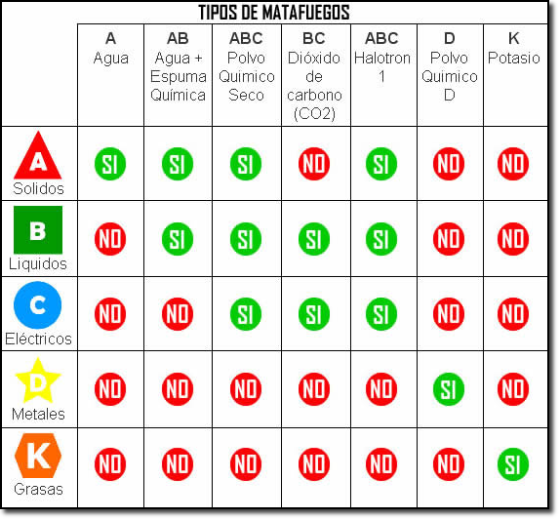 TIPOS DE MATAFUEGOS
A AB ABC BC ABC D K
Agua Agua + Polvo Dióxido Halotron Polvo Potasio
Espuma Quimico de 1 Quimico
Química Seco carbono D
(CO2)
A SI SI SI NO SI NO NO
Solidos
B NO SI SI SI SI NO NO
Liquidos
C NO NO SI SI SI NO NO
Eléctricos
D NO NO NO NO NO SI NO
Metales
K NO NO NO NO NO NO SI
Grasas